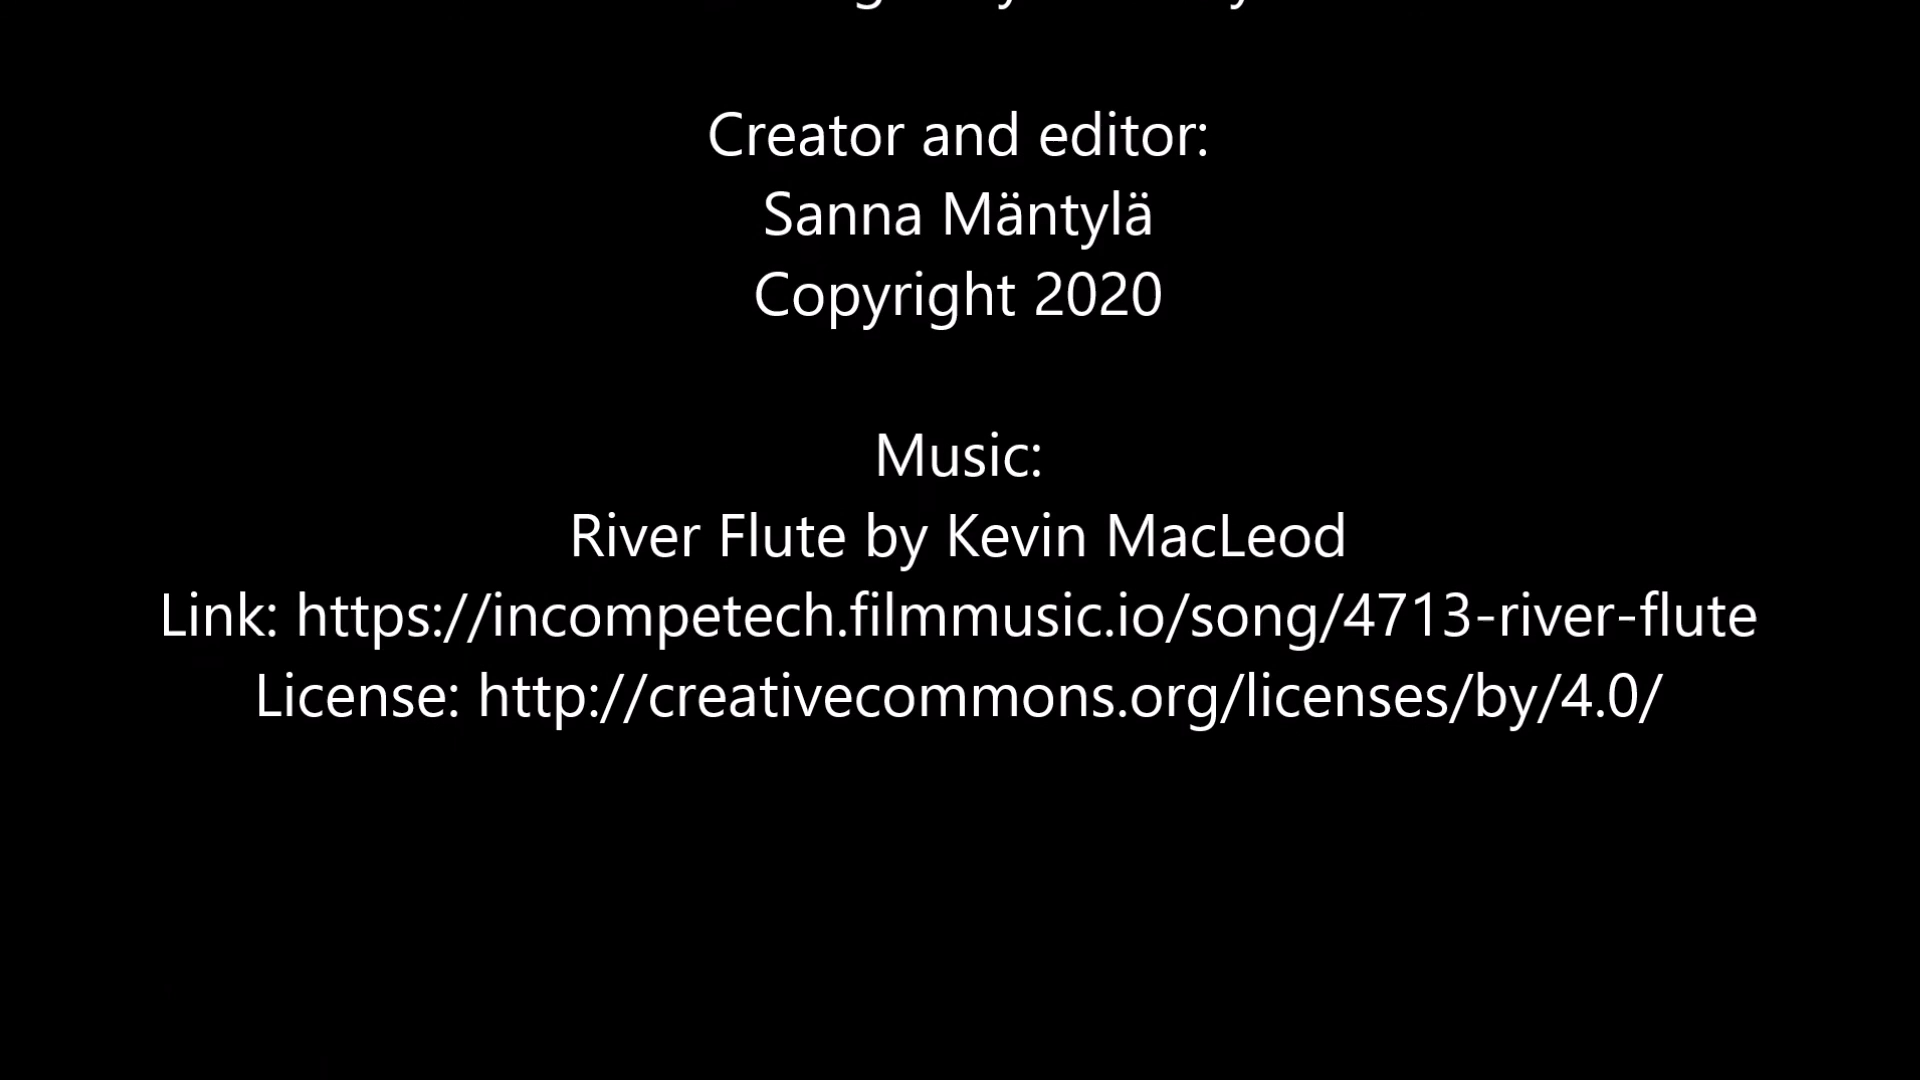 Creator and editor:
Sanna Mäntylä
Copyright 2020
Music:
River Flute by Kevin MacLeod
Link: https://incompetech.filmmusic.io/song/4713-river-flute
License: http://creativecommons.org/licenses/by/4.0/